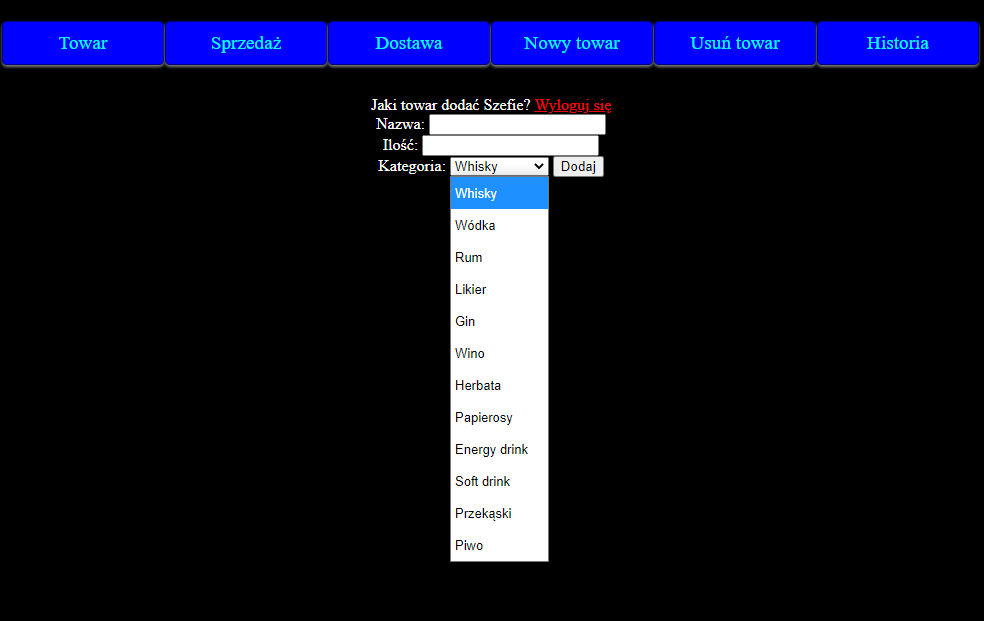 Towar Sprzedaż Dostawa Nowy towar Usuń towar Historia
Jaki towar dodać Szefie? Wyloguj się
Nazwa:
Ilość:
Kategoria: Whisky Dodaj
Whisky
Wódka
Rum
Likier
Gin
Wino
Herbata
Papierosy
Energy drink
Soft drink
Przekąski
Piwo